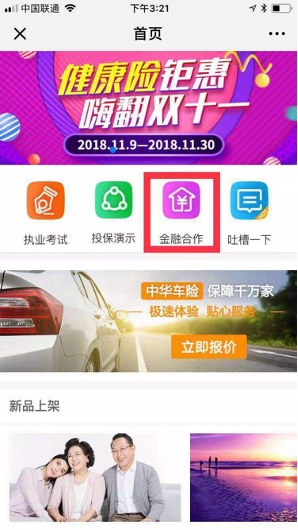 中国联通 下午3:21
首页
健康险钜惠
嗨翻双十一
2018.11.9—2018.11.30
执业考试 投保演示 金融合作 吐槽一下
中华车险 保障千万家
极速体验 贴心服务
立即报价
新品上架